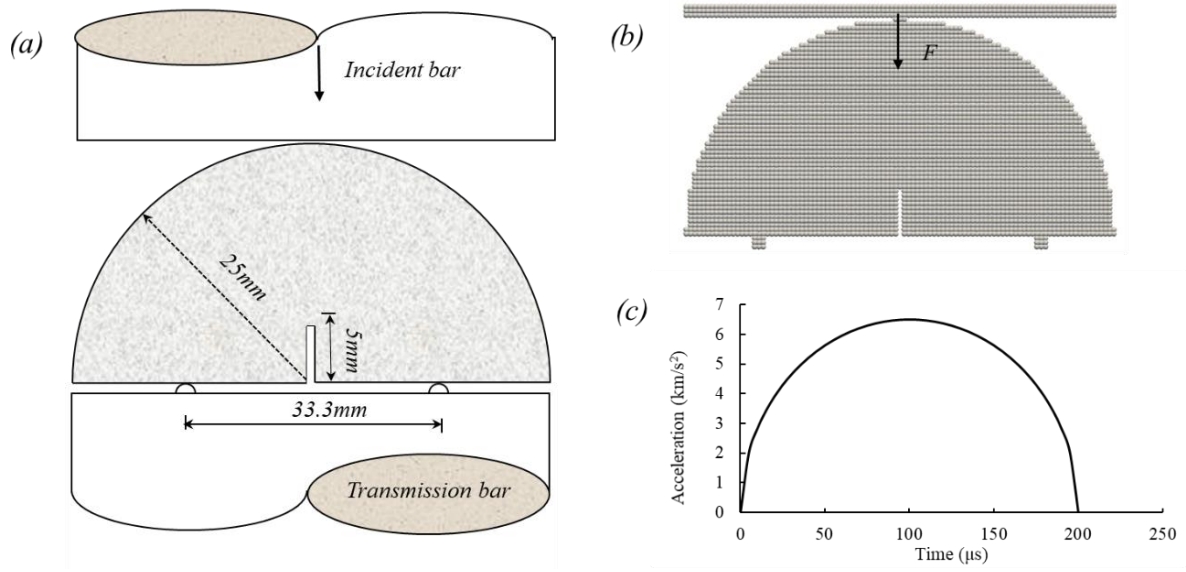 (a)
Incident bar
25mm
5mm
33.3mm
Transmission bar
(b)
F
(c)
Acceleration (km/s²)
7
6
5
4
3
2
1
0
0 50 100 150 200 250
Time (μs)